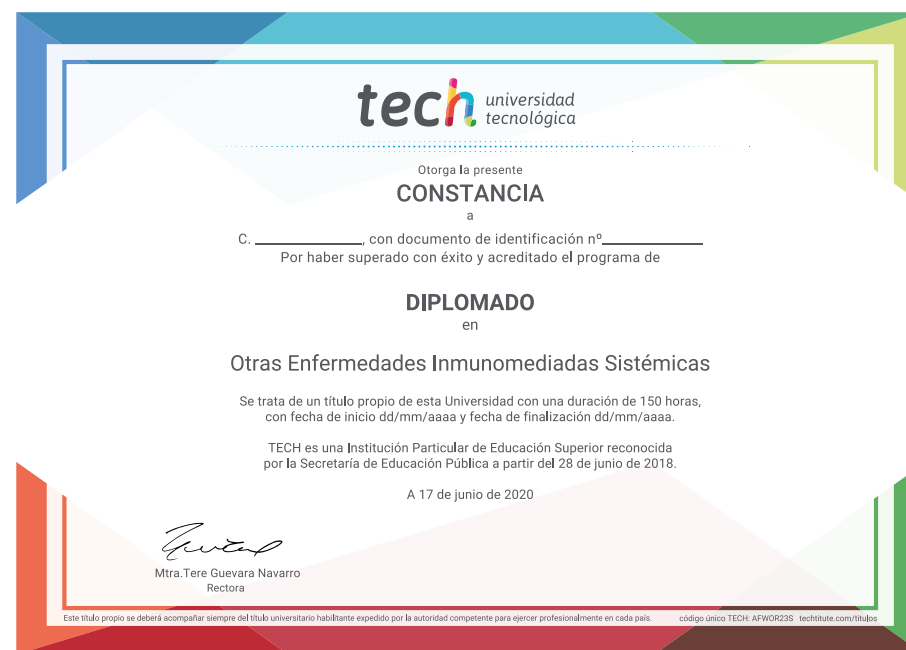 tech universidad
tecnológica
Otorga la presente
CONSTANCIA
a
C. ____________, con documento de identificación nº____________
Por haber superado con éxito y acreditado el programa de
DIPLOMADO
en
Otras Enfermedades Inmunomediadas Sistémicas
Se trata de un título propio de esta Universidad con una duración de 150 horas,
con fecha de inicio dd/mm/aaaa y fecha de finalización dd/mm/aaaa.
TECH es una Institución Particular de Educación Superior reconocida
por la Secretaría de Educación Pública a partir del 28 de junio de 2018.
A 17 de junio de 2020
Mtra.Tere Guevara Navarro
Rectora
Este título propio se deberá acompañar siempre del título universitario habilitante expedido por la autoridad competente para ejercer profesionalmente en cada país. código único TECH: AFWOR23S techtitute.com/titulos